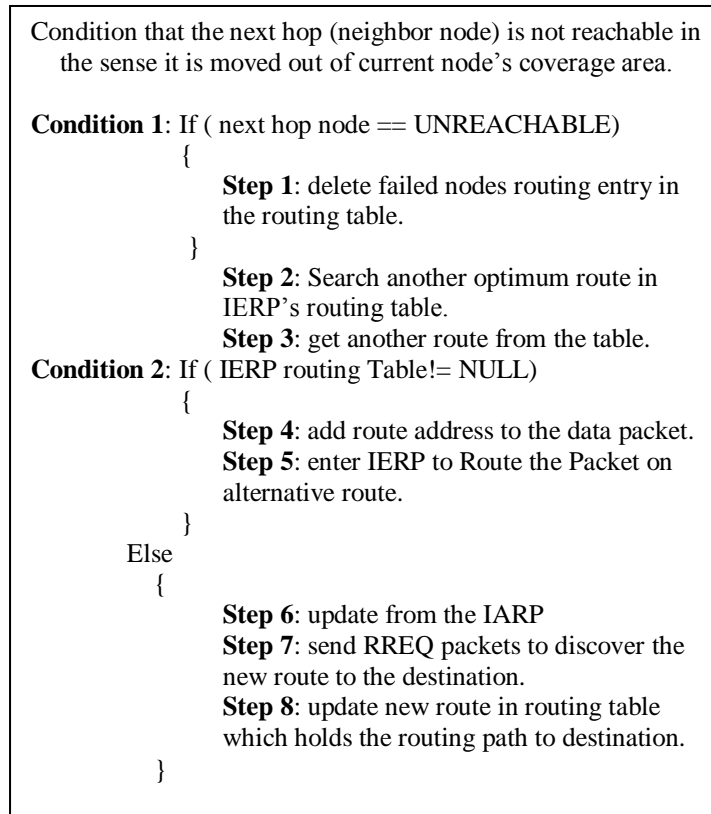 Condition that the next hop (neighbor node) is not reachable in
the sense it is moved out of current node's coverage area.
Condition 1: If ( next hop node == UNREACHABLE)
{
Step 1: delete failed nodes routing entry in
the routing table.
}
Step 2: Search another optimum route in
IERP's routing table.
Step 3: get another route from the table.
Condition 2: If ( IERP routing Table!= NULL)
{
Step 4: add route address to the data packet.
Step 5: enter IERP to Route the Packet on
alternative route.
}
Else
{
Step 6: update from the IARP
Step 7: send RREQ packets to discover the
new route to the destination.
Step 8: update new route in routing table
which holds the routing path to destination.
}